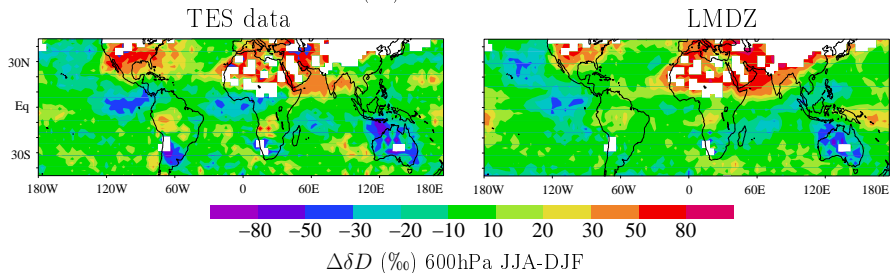 TES data LMDZ
30N 30N
Eq Eq
30S 30S
180W 120W 60W 0 60E 120E 180E 180W 120W 60W 0 60E 120E 180E
−80 −50 −30 −20 −10 10 20 30 50 80
ΔδD (‰) 600hPa JJA-DJF